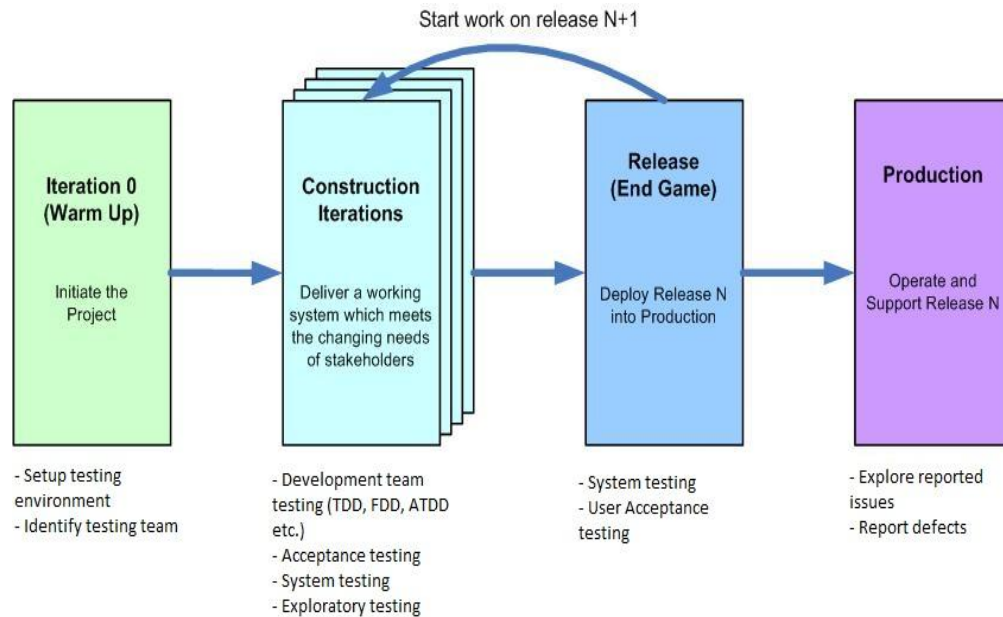 Start work on release N+1
Iteration 0
(Warm Up)
Initiate the
Project
Construction
Iterations
Deliver a working
system which meets
the changing needs
of stakeholders
Release
(End Game)
Deploy Release N
into Production
Production
Operate and
Support Release N
- Setup testing
environment
- Identify testing team
- Development team
testing (TDD, FDD, ATDD
etc.)
- Acceptance testing
- System testing
- Exploratory testing
- System testing
- User Acceptance
testing
- Explore reported
issues
- Report defects